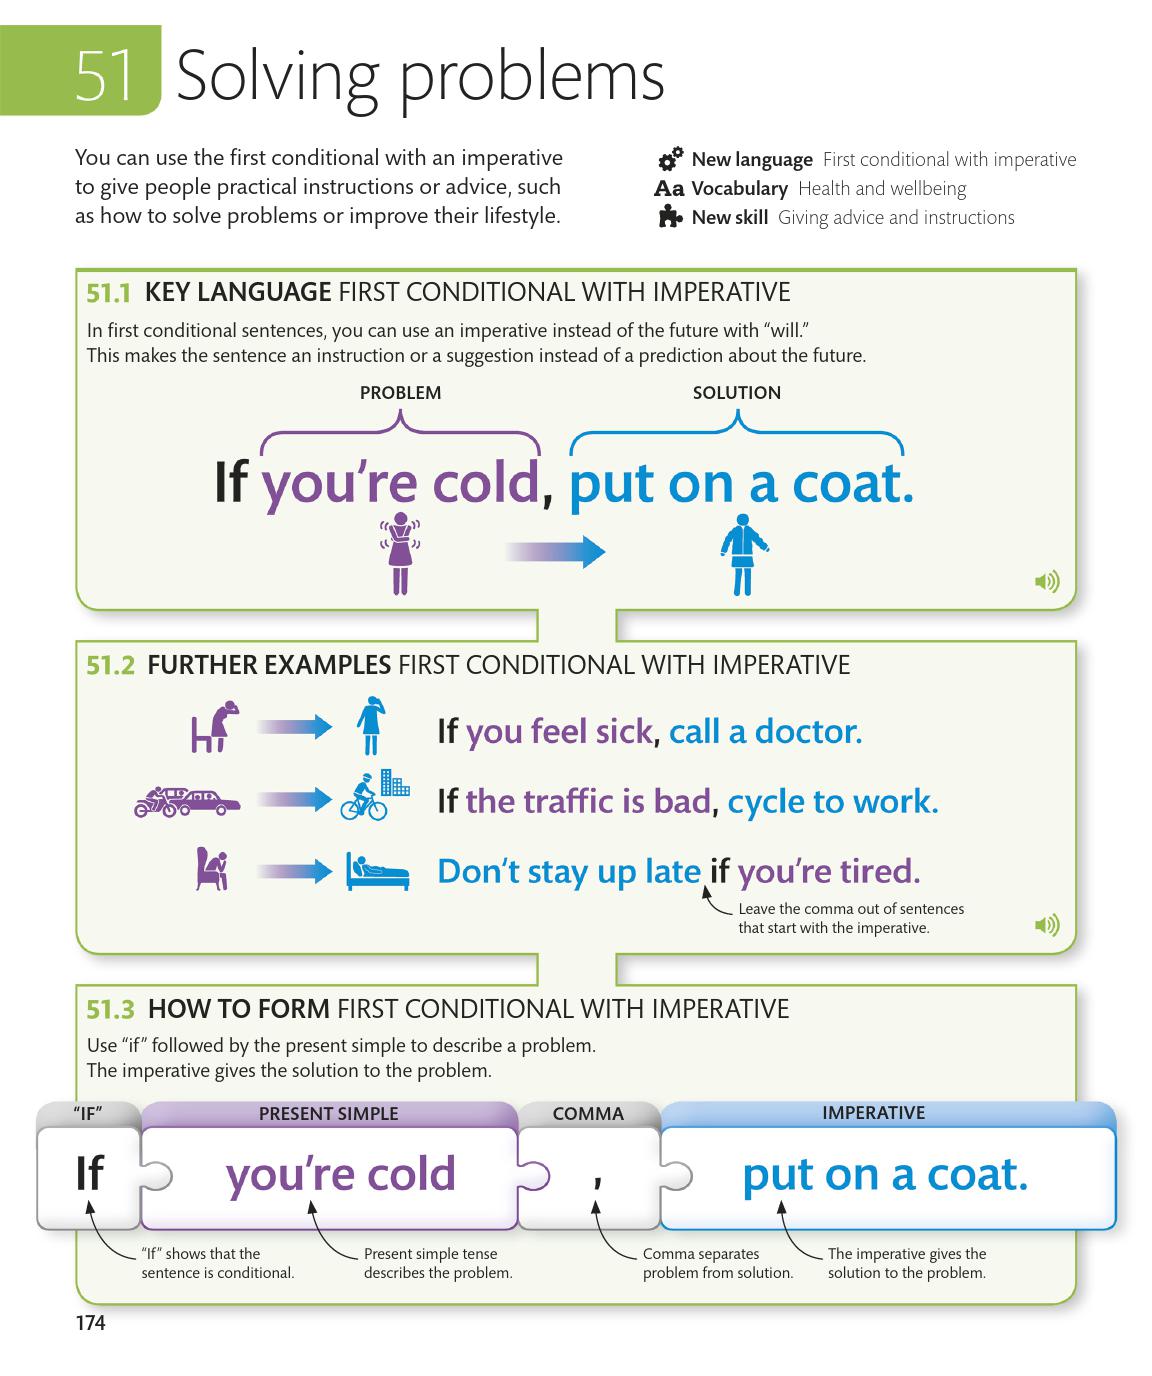 51 Solving problems
You can use the first conditional with an imperative
to give people practical instructions or advice, such
as how to solve problems or improve their lifestyle.
New language First conditional with imperative
Aa Vocabulary Health and wellbeing
New skill Giving advice and instructions
51.1 KEY LANGUAGE FIRST CONDITIONAL WITH IMPERATIVE
In first conditional sentences, you can use an imperative instead of the future with “will.”
This makes the sentence an instruction or a suggestion instead of a prediction about the future.
PROBLEM SOLUTION
If you’re cold, put on a coat.
51.2 FURTHER EXAMPLES FIRST CONDITIONAL WITH IMPERATIVE
If you feel sick, call a doctor.
If the traffic is bad, cycle to work.
Don’t stay up late if you’re tired.
Leave the comma out of sentences
that start with the imperative.
51.3 HOW TO FORM FIRST CONDITIONAL WITH IMPERATIVE
Use “if” followed by the present simple to describe a problem.
The imperative gives the solution to the problem.
“IF” PRESENT SIMPLE COMMA IMPERATIVE
If you’re cold , put on a coat.
“If” shows that the
sentence is conditional.
Present simple tense
describes the problem.
Comma separates
problem from solution.
The imperative gives the
solution to the problem.
174